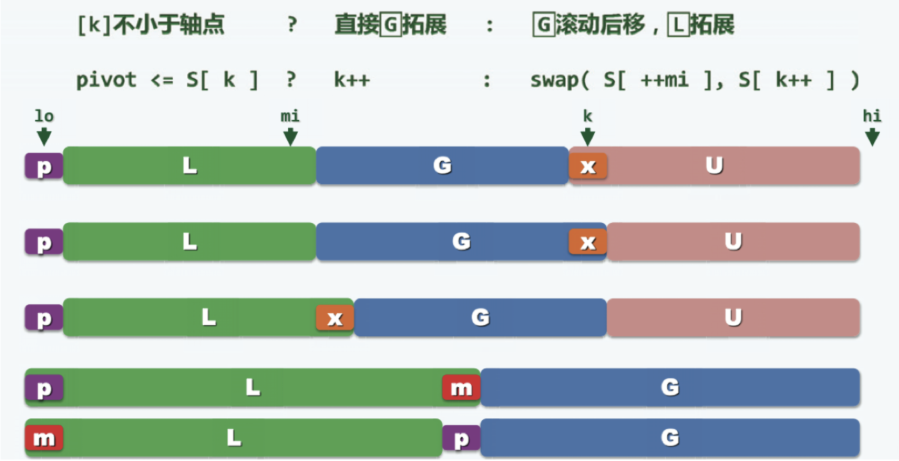 [k]不小于轴点 ? 直接G拓展 : G滚动后移，L拓展
pivot <= S[ k ] ? k++ : swap( S[ ++mi ], S[ k++ ] )
lo mi k hi
p L G x U
p L G x U
p L x G U
p L m G
m L p G